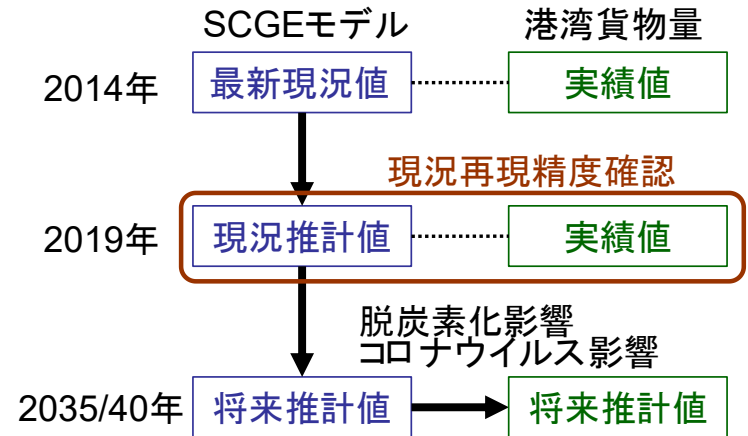 SCGEモデル 港湾貨物量
2014年 最新現況値 実績値
現況再現精度確認
2019年 現況推計値 実績値
脱炭素化影響
コロナウイルス影響
2035/40年 将来推計値 将来推計値